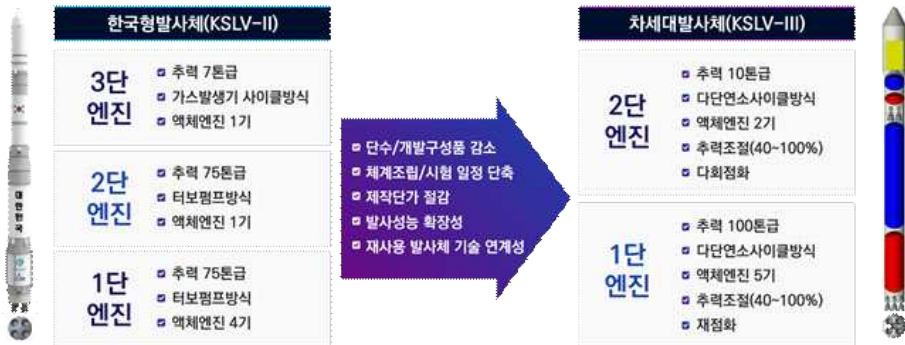 한국형발사체(KSLV-II)
3단
엔진
추력 7톤급
가스발생기 사이클방식
액체엔진 1기
2단
엔진
추력 75톤급
터보펌프방식
액체엔진 1기
1단
엔진
추력 75톤급
터보펌프방식
액체엔진 4기
대한민국
단수/개발구성품 감소
체계조립/시험 일정 단축
제작단가 절감
발사성능 확장성
재사용 발사체 기술 연계성
차세대발사체(KSLV-III)
2단
엔진
추력 10톤급
다단연소사이클방식
액체엔진 2기
추력조절(40~100%)
다회점화
1단
엔진
추력 100톤급
다단연소사이클방식
액체엔진 5기
추력조절(40~100%)
재점화